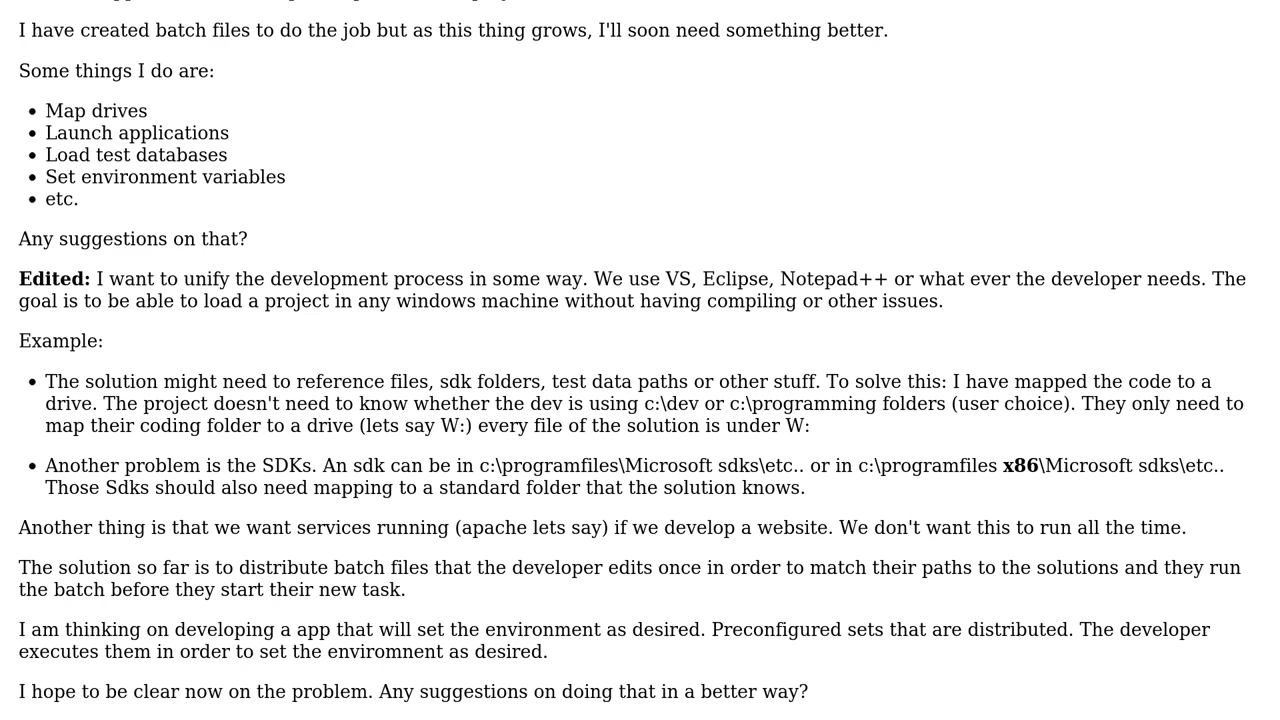 I have created batch files to do the job but as this thing grows, I'll soon need something better.
Some things I do are:
• Map drives
• Launch applications
• Load test databases
• Set environment variables
• etc.
Any suggestions on that?
Edited: I want to unify the development process in some way. We use VS, Eclipse, Notepad++ or what ever the developer needs. The
goal is to be able to load a project in any windows machine without having compiling or other issues.
Example:
• The solution might need to reference files, sdk folders, test data paths or other stuff. To solve this: I have mapped the code to a
drive. The project doesn't need to know whether the dev is using c:\dev or c:\programming folders (user choice). They only need to
map their coding folder to a drive (lets say W:) every file of the solution is under W:
• Another problem is the SDKs. An sdk can be in c:\programfiles\Microsoft sdks\etc.. or in c:\programfiles x86\Microsoft sdks\etc..
Those Sdks should also need mapping to a standard folder that the solution knows.
Another thing is that we want services running (apache lets say) if we develop a website. We don't want this to run all the time.
The solution so far is to distribute batch files that the developer edits once in order to match their paths to the solutions and they run
the batch before they start their new task.
I am thinking on developing a app that will set the environment as desired. Preconfigured sets that are distributed. The developer
executes them in order to set the enviromnent as desired.
I hope to be clear now on the problem. Any suggestions on doing that in a better way?